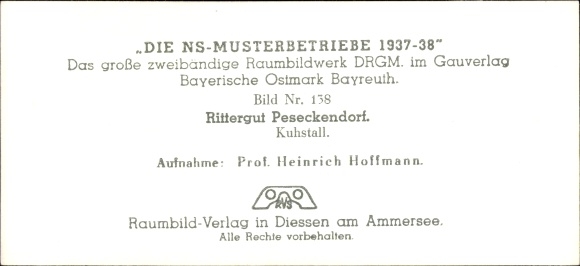 „DIE NS-MUSTERBETRIEBE 1937-38”
Das große zweibändige Raumbildwerk DRGM. im Gauverlag
Bayerische Ostmark Bayreuth.
Bild Nr. 138
Rittergut Peseckendorf.
Kuhstall.
Aufnahme: Prof. Heinrich Hoffmann.
RVS
Raumbild-Verlag in Diessen am Ammersee.
Alle Rechte vorbehalten.